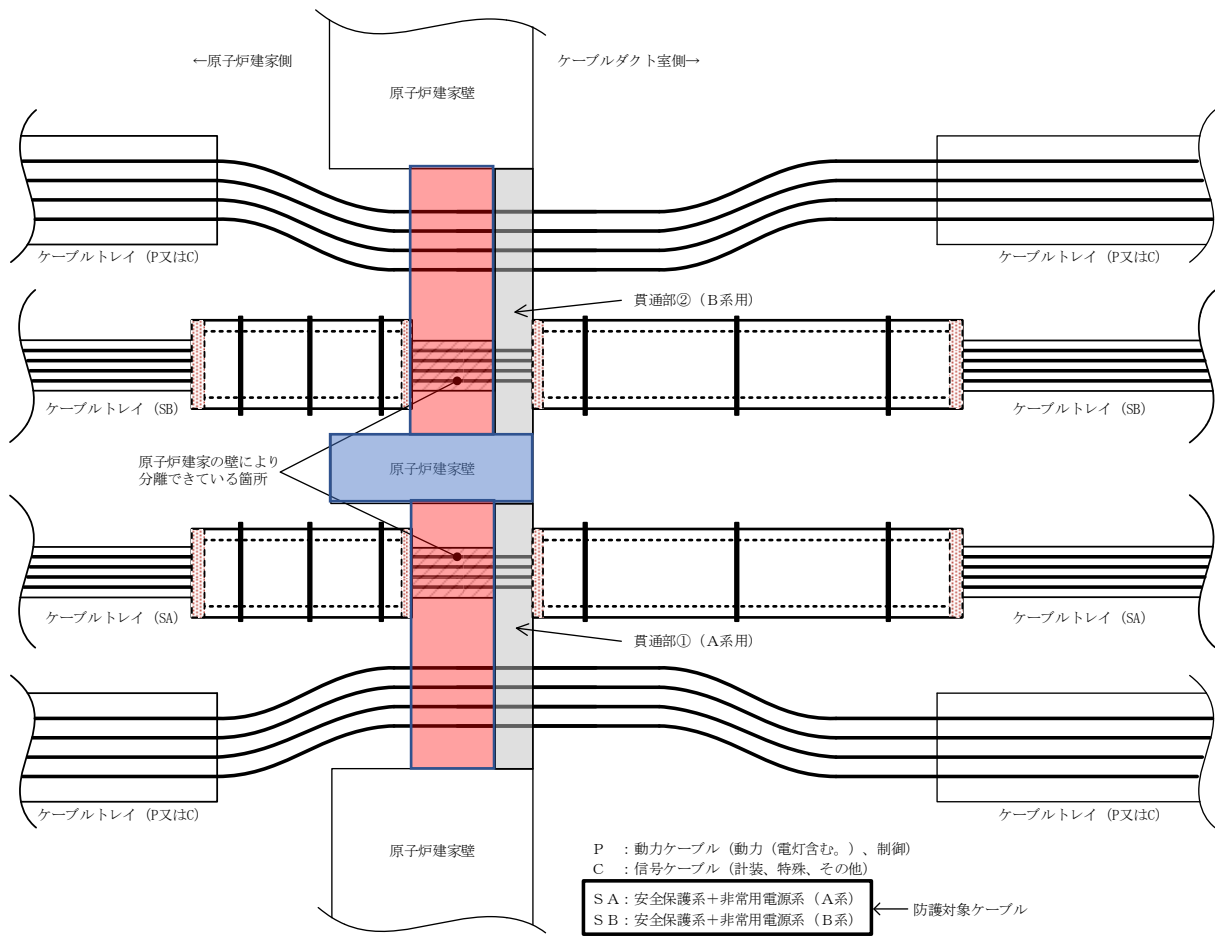 ←原子炉建家側
ケーブルダクト室側→
原子炉建家壁
ケーブルトレイ（P又はC）
ケーブルトレイ（P又はC）
貫通部②（Ｂ系用）
ケーブルトレイ（SB）
ケーブルトレイ（SB）
原子炉建家の壁により
分離できている箇所
原子炉建家壁
ケーブルトレイ（SA）
ケーブルトレイ（SA）
貫通部①（Ａ系用）
ケーブルトレイ（P又はC）
ケーブルトレイ（P又はC）
原子炉建家壁
Ｐ　：動力ケーブル（動力（電灯含む。）、制御）
Ｃ　：信号ケーブル（計装、特殊、その他）
ＳＡ：安全保護系＋非常用電源系（Ａ系）
ＳＢ：安全保護系＋非常用電源系（Ｂ系）
防護対象ケーブル